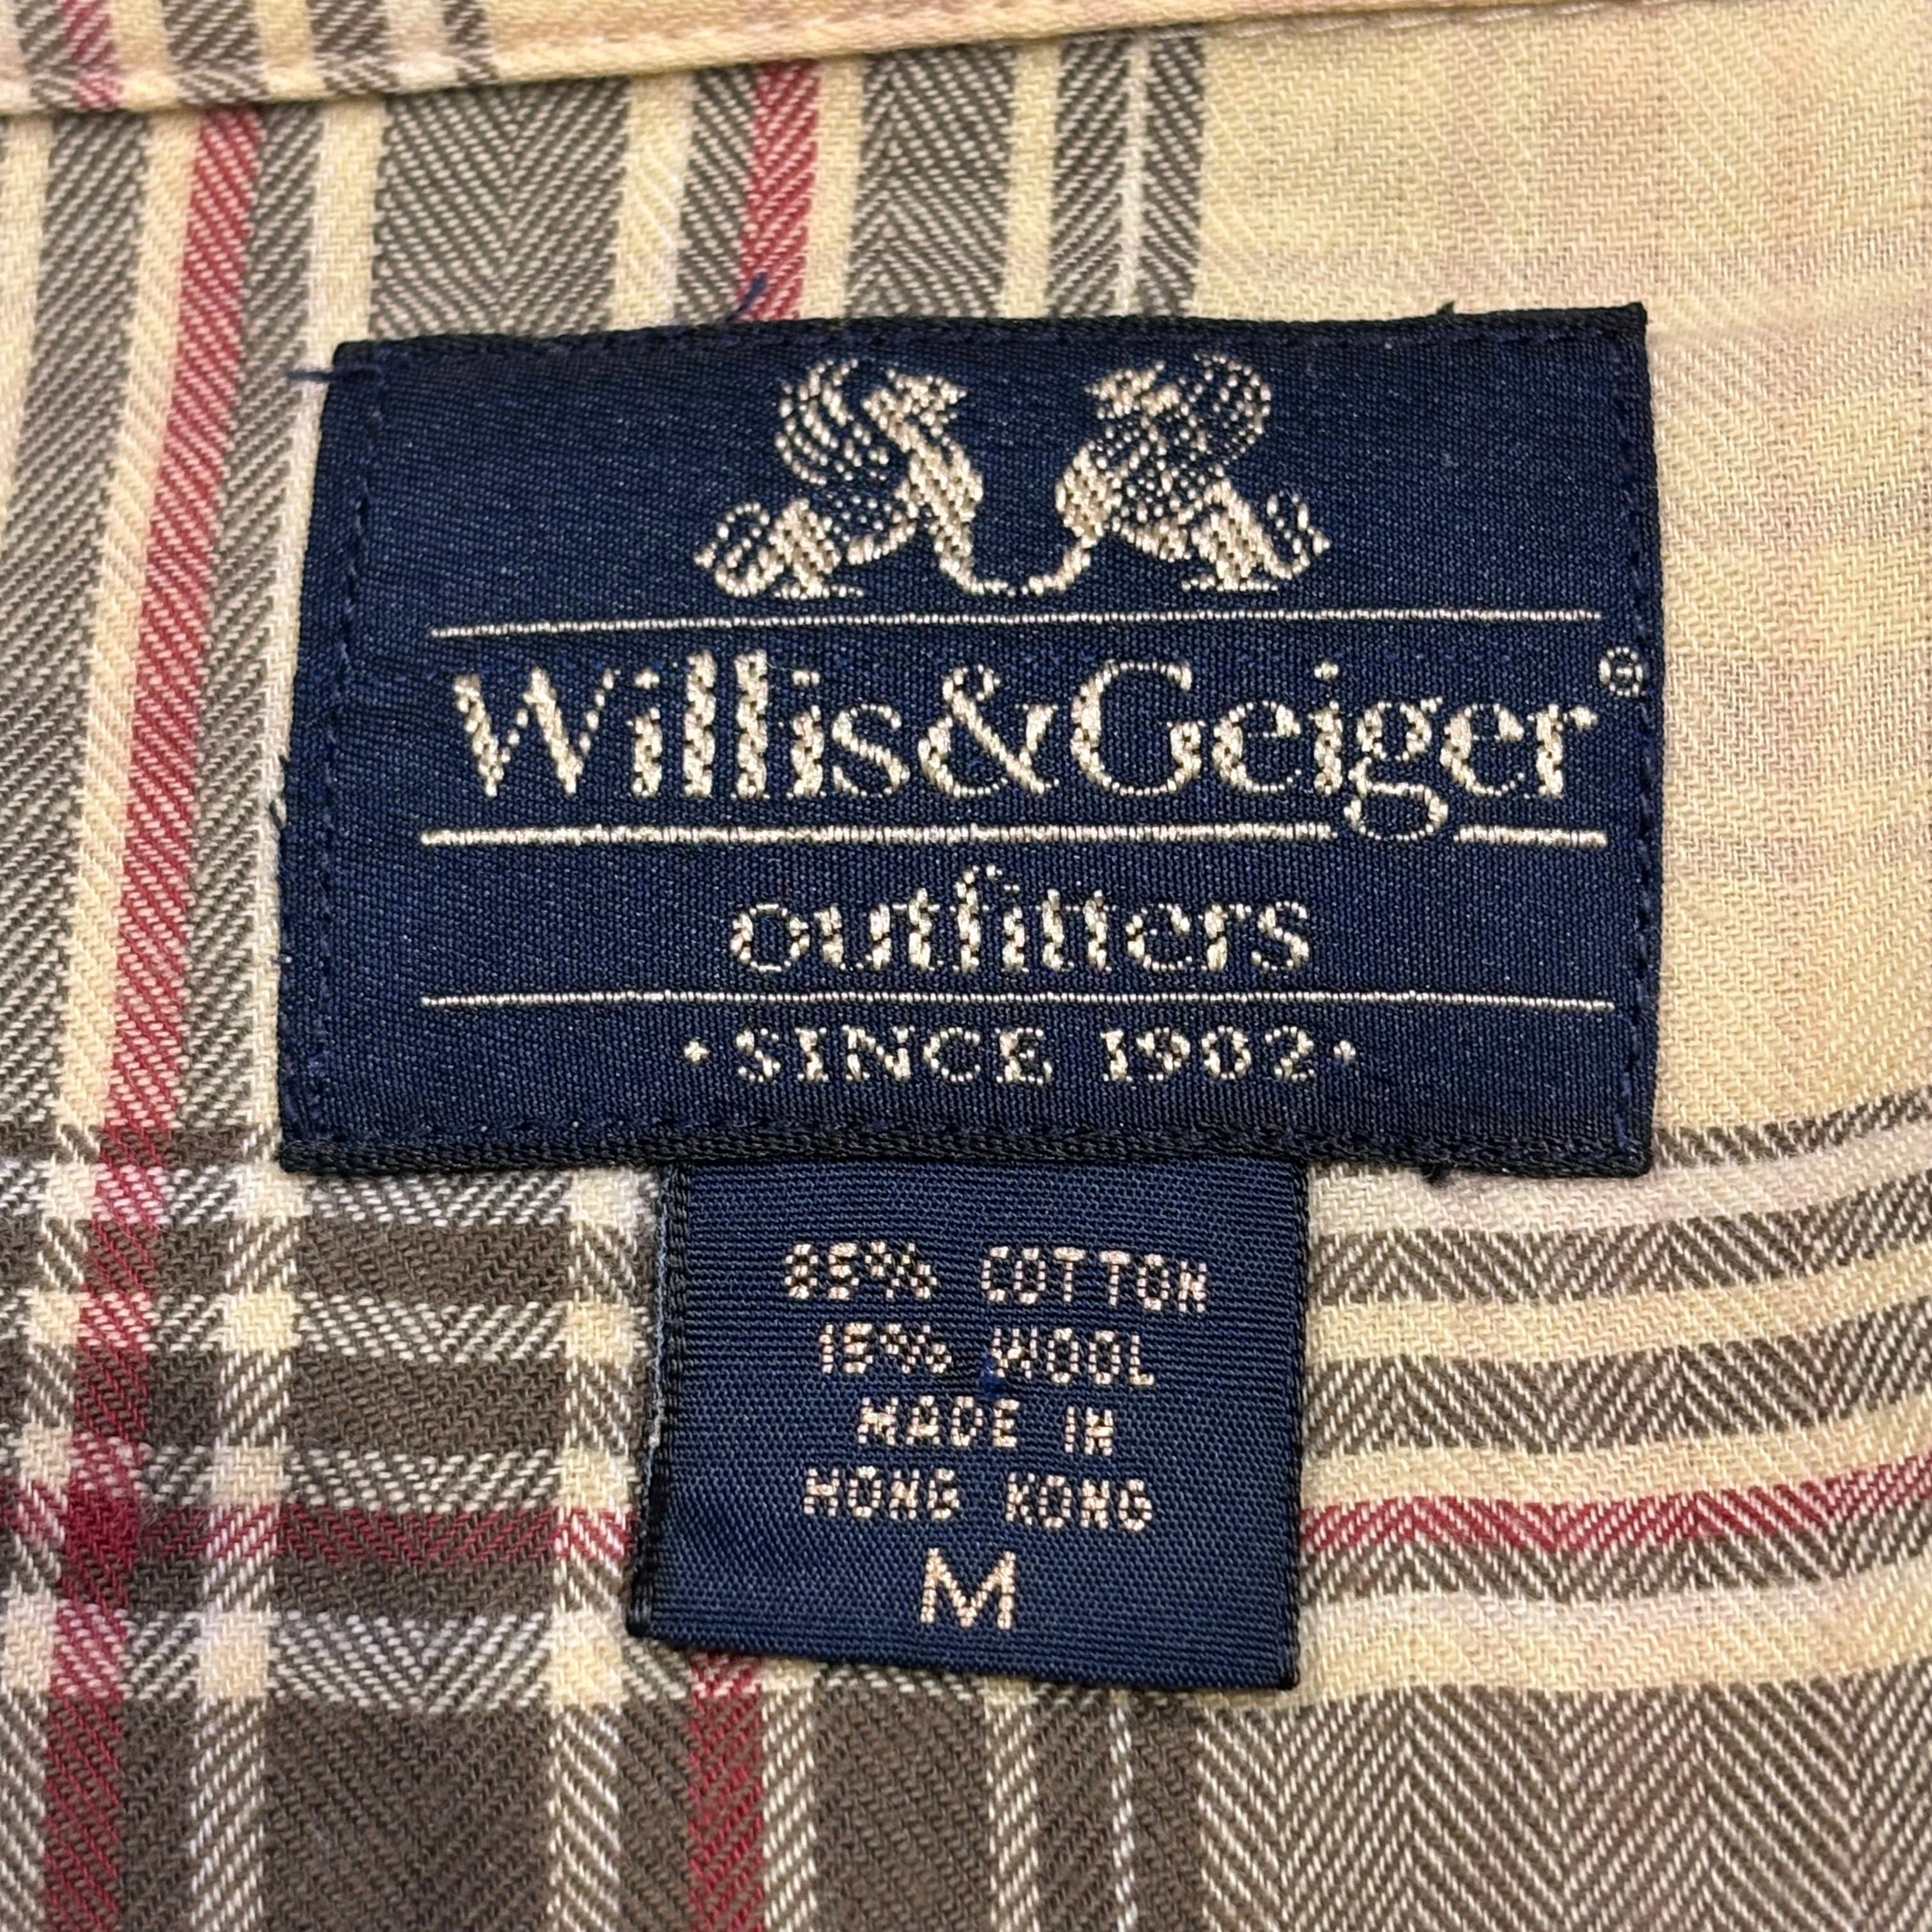 Willis&Geiger®
outfitters
·SINCE 1902·
85% COTTON
15% WOOL
MADE IN
HONG KONG
M